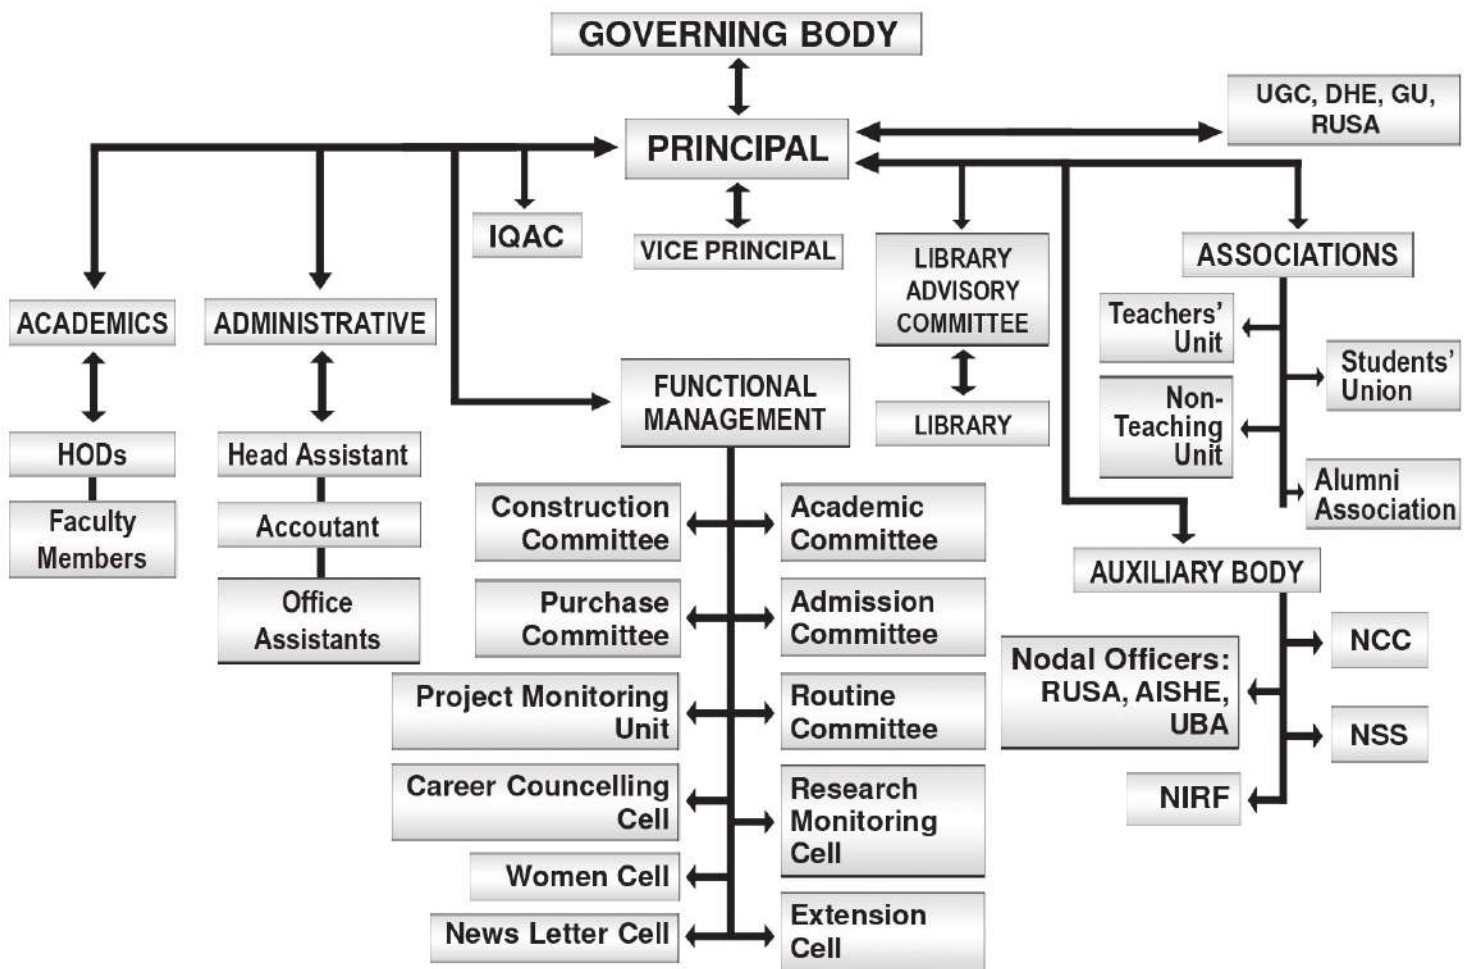 GOVERNING BODY
UGC, DHE, GU,
RUSA
PRINCIPAL
IQAC
VICE PRINCIPAL
LIBRARY
ADVISORY
COMMITTEE
ASSOCIATIONS
ACADEMICS
ADMINISTRATIVE
Teachers'
Unit
Students'
Union
FUNCTIONAL
MANAGEMENT
Non-
Teaching
Unit
LIBRARY
HODs
Head Assistant
Alumni
Association
Faculty
Members
Accoutant
Office
Assistants
Construction
Committee
Academic
Committee
AUXILIARY BODY
Purchase
Committee
Admission
Committee
NCC
Nodal Officers:
RUSA, AISHE,
UBA
Project Monitoring
Unit
Routine
Committee
NSS
Career Councelling
Cell
Research
Monitoring
Cell
NIRF
Women Cell
News Letter Cell
Extension
Cell